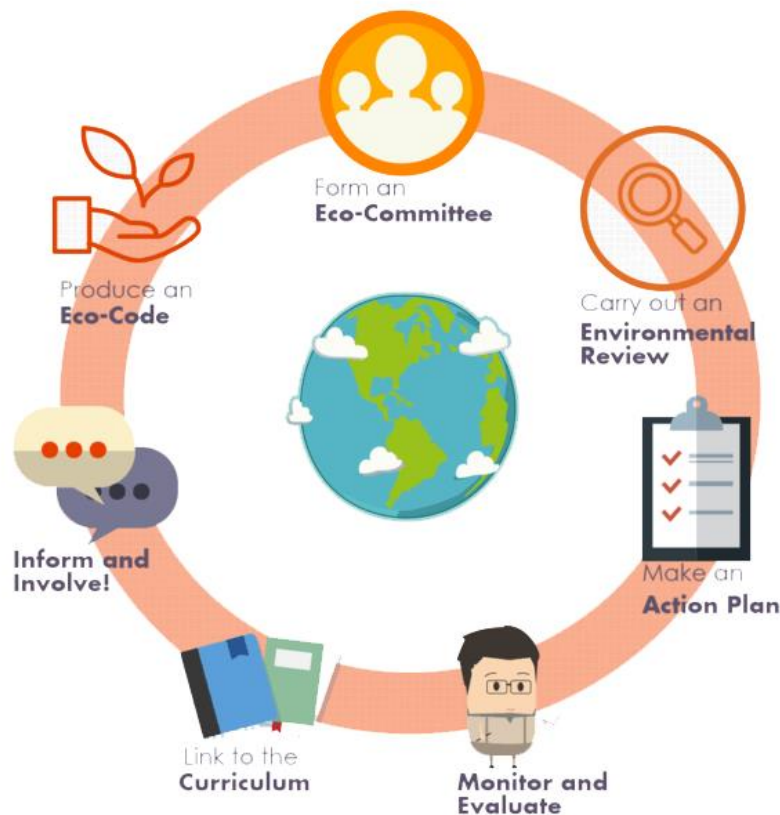 Form an
Eco-Committee
Carry out an
Environmental
Review
Make an
Action Plan
Monitor and
Evaluate
Link to the
Curriculum
Inform and
Involve!
Produce an
Eco-Code